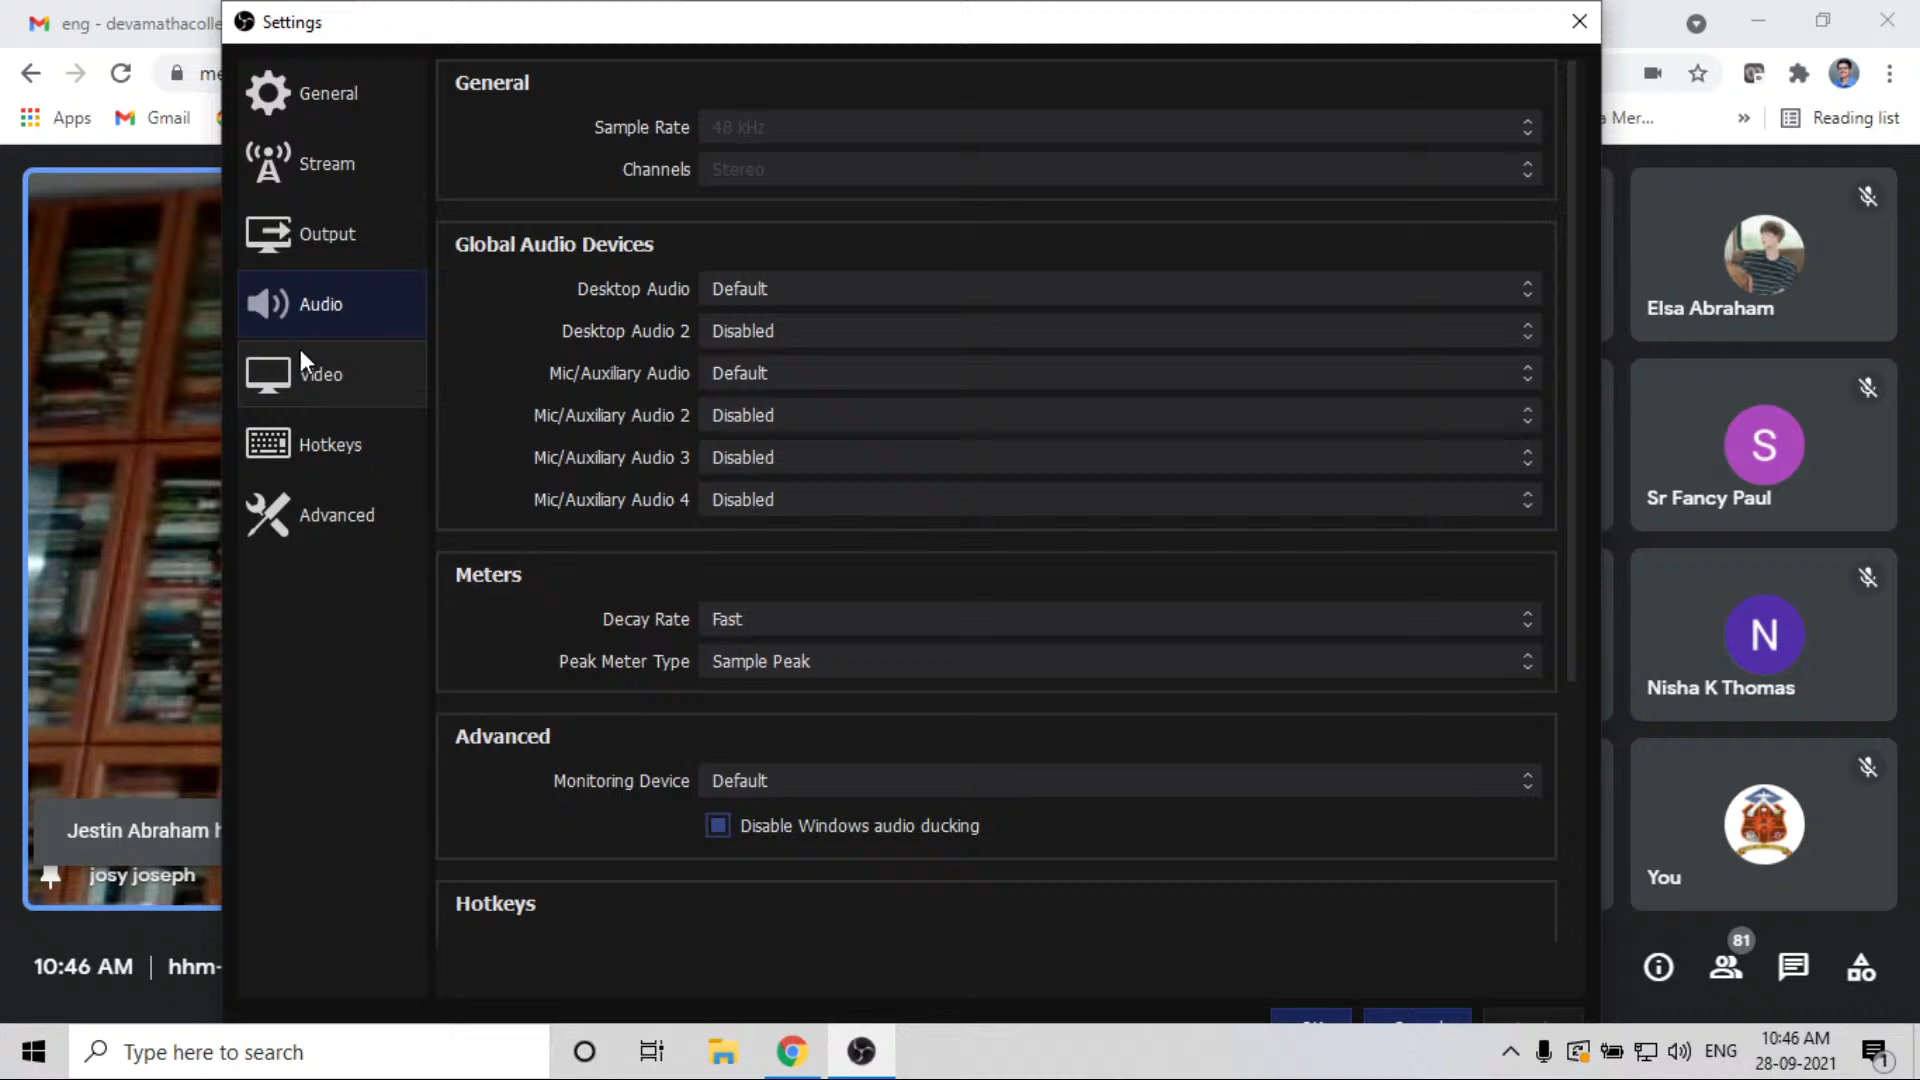 eng - devamathacolle
Settings
me
Apps
Gmail
a Mer...
»
Reading list
General
Stream
Output
Audio
Video
Hotkeys
Advanced
General
Sample Rate 48 kHz
Channels Stereo
Global Audio Devices
Desktop Audio Default
Desktop Audio 2 Disabled
Mic/Auxiliary Audio Default
Mic/Auxiliary Audio 2 Disabled
Mic/Auxiliary Audio 3 Disabled
Mic/Auxiliary Audio 4 Disabled
Meters
Decay Rate Fast
Peak Meter Type Sample Peak
Advanced
Monitoring Device Default
Disable Windows audio ducking
Hotkeys
Elsa Abraham
S
Sr Fancy Paul
N
Nisha K Thomas
You
Jestin Abraham h
josy joseph
10:46 AM | hhm-
81
Type here to search
ENG
10:46 AM
28-09-2021
1